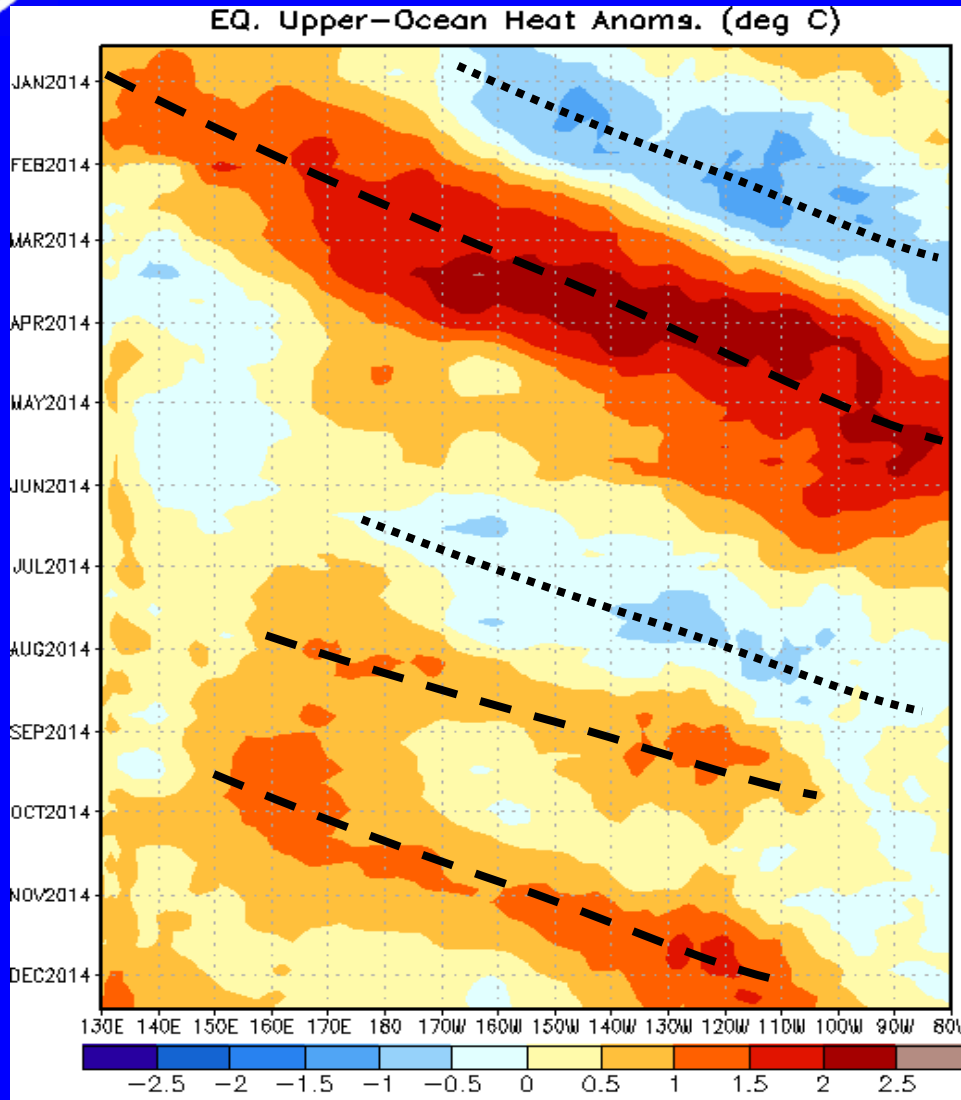 EQ. Upper-Ocean Heat Anoms. (deg C)
JAN2014
FEB2014
MAR2014
APR2014
MAY2014
JUN2014
JUL2014
AUG2014
SEP2014
OCT2014
NOV2014
DEC2014
130E 140E 150E 160E 170E 180 170W 160W 150W 140W 130W 120W 110W 100W 90W 80W
-2.5 -2 -1.5 -1 -0.5 0 0.5 1 1.5 2 2.5